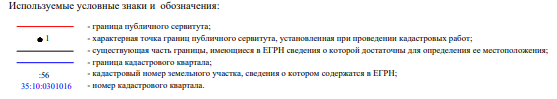 Используемые условные знаки и обозначения:
- граница публичного сервитута;
1 - характерная точка границ публичного сервитута, установленная при проведении кадастровых работ;
- существующая часть границы, имеющиеся в ЕГРН сведения о которой достаточны для определения ее местоположения;
- граница кадастрового квартала;
:56 - кадастровый номер земельного участка, сведения о котором содержатся в ЕГРН;
35:10:0301016 - номер кадастрового квартала.